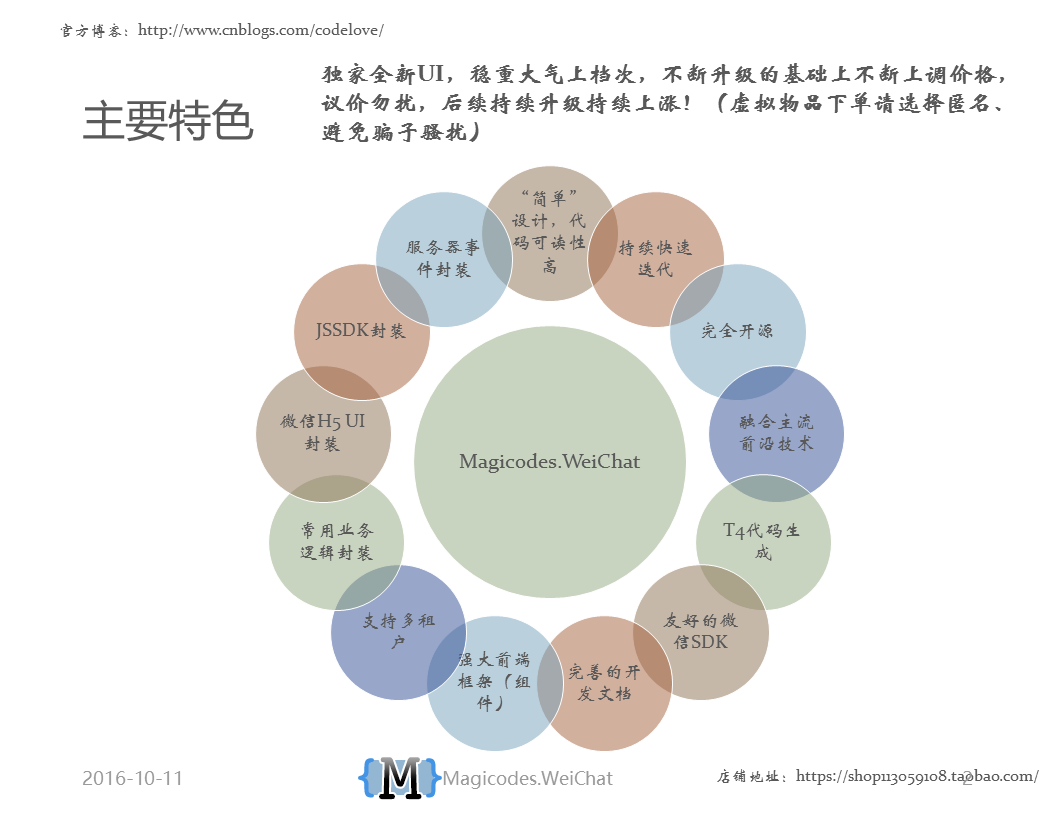 官方博客：http://www.cnblogs.com/codelove/
主要特色
独家全新UI，稳重大气上档次，不断升级的基础上不断上调价格，
议价勿扰，后续持续升级持续上涨！（虚拟物品下单请选择匿名、
避免骗子骚扰）
“简单”
设计，代
码可读性
高
持续快速
迭代
完全开源
融合主流
前沿技术
T4代码生
成
友好的微
信SDK
完善的开
发文档
强大前端
框架（组
件）
支持多租
户
常用业务
逻辑封装
微信H5 UI
封装
JSSDK封装
服务器事
件封装
Magicodes.WeiChat
2016-10-11
{M}Magicodes.WeiChat
店铺地址：https://shop113059108.taobao.com/
2